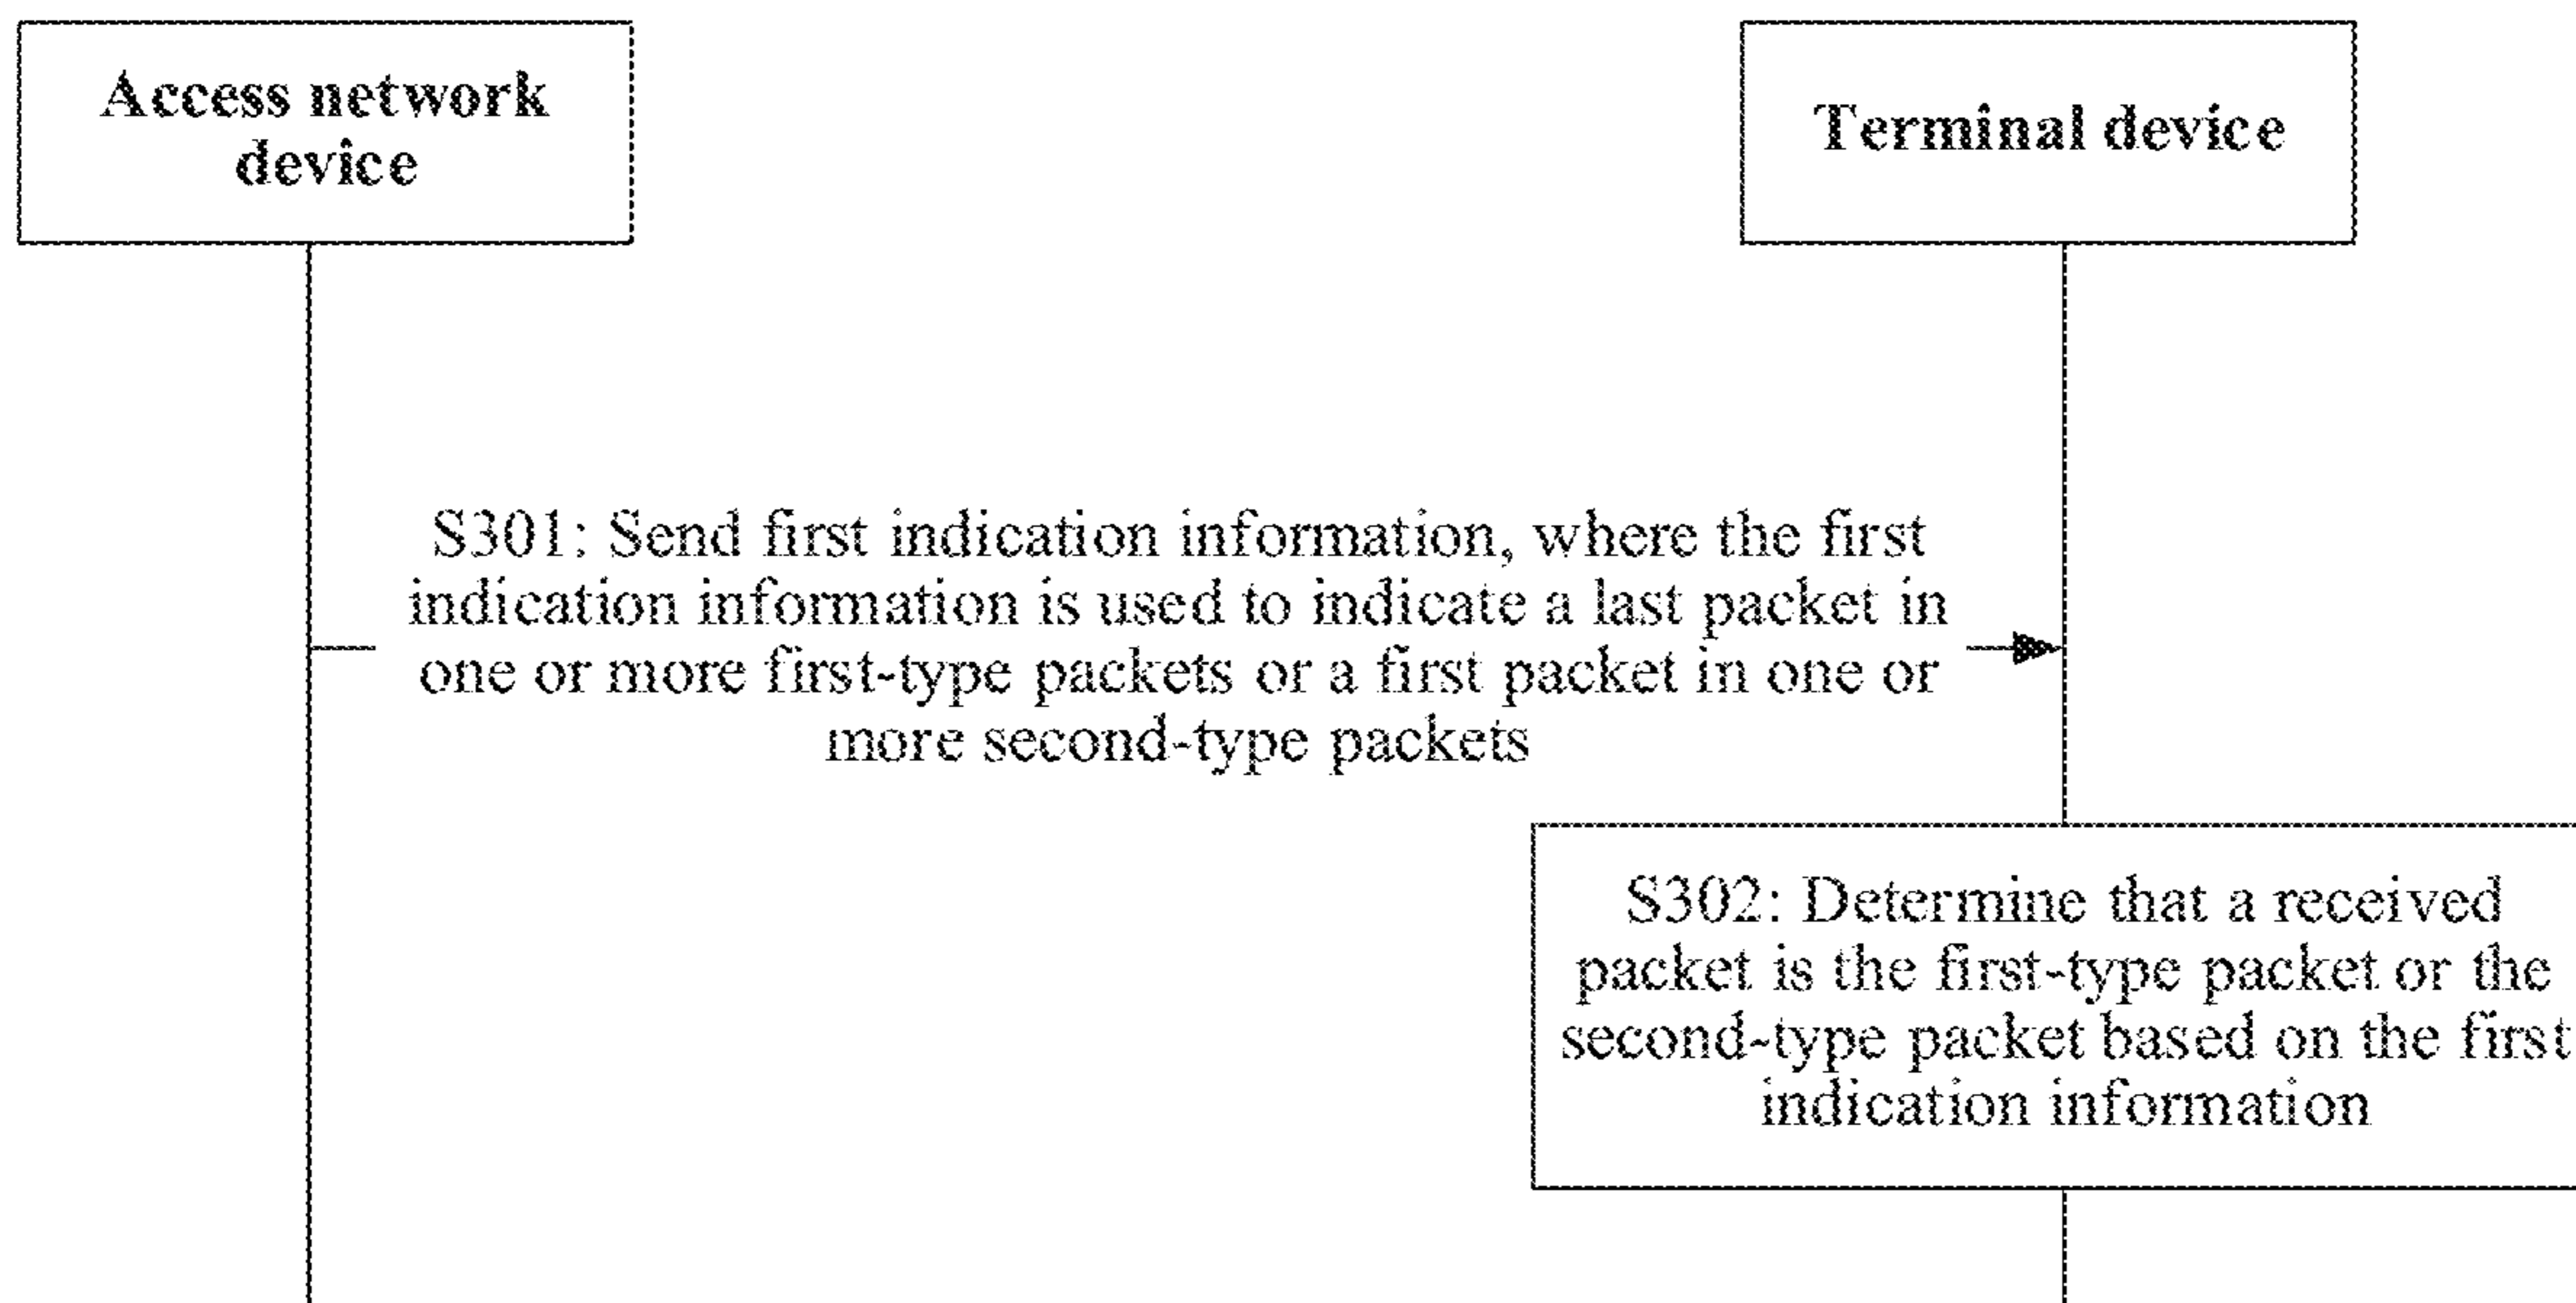 Access network
device
Terminal device
S301: Send first indication information, where the first
indication information is used to indicate a last packet in
one or more first-type packets or a first packet in one or
more second-type packets
S302: Determine that a received
packet is the first-type packet or the
second-type packet based on the first
indication information